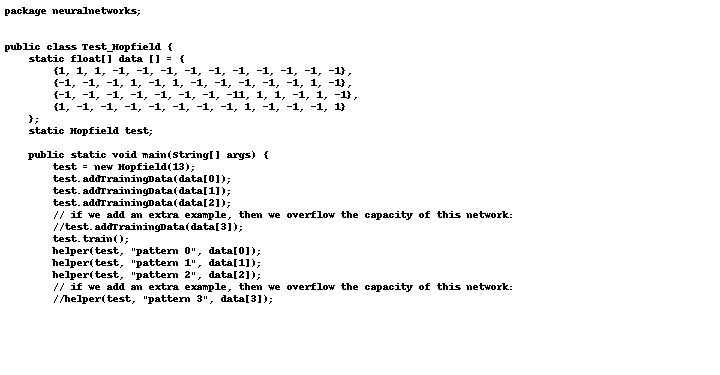 package neuralnetworks;
public class Test_Hopfield {
static float[] data [] = {
{1, 1, 1, -1, -1, -1, -1, -1, -1, -1, -1, -1, -1},
{-1, -1, -1, 1, -1, 1, -1, -1, -1, -1, -1, 1, -1},
{-1, -1, -1, -1, -1, -1, -1, -11, 1, 1, -1, 1, -1},
{1, -1, -1, -1, -1, -1, -1, -1, 1, -1, -1, -1, 1}
};
static Hopfield test;
public static void main(String[] args) {
test = new Hopfield(13);
test.addTrainingData(data[0]);
test.addTrainingData(data[1]);
test.addTrainingData(data[2]);
// if we add an extra example, then we overflow the capacity of this network:
//test.addTrainingData(data[3]);
test.train();
helper(test, "pattern 0", data[0]);
helper(test, "pattern 1", data[1]);
helper(test, "pattern 2", data[2]);
// if we add an extra example, then we overflow the capacity of this network:
//helper(test, "pattern 3", data[3]);